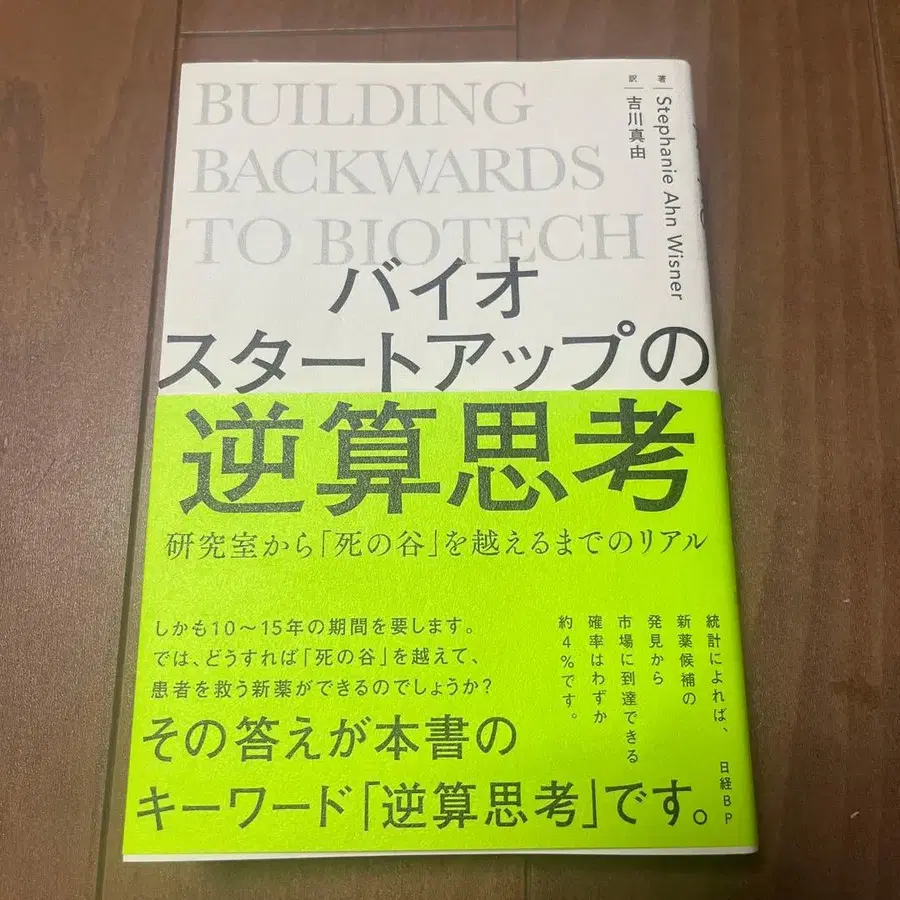 BUILDING
BACKWARDS
TO BIOTECH
著 Stephanie Ahn Wisner
訳 吉川真由
バイオ
スタートアップの
逆算思考
研究室から「死の谷」を越えるまでのリアル
統計によれば、
新薬候補の
発見から
市場に到達できる
確率はわずか
約4%です。
しかも10〜15年の期間を要します。
では、どうすれば「死の谷」を越えて、
患者を救う新薬ができるのでしょうか?
その答えが本書の
キーワード「逆算思考」です。
日経BP